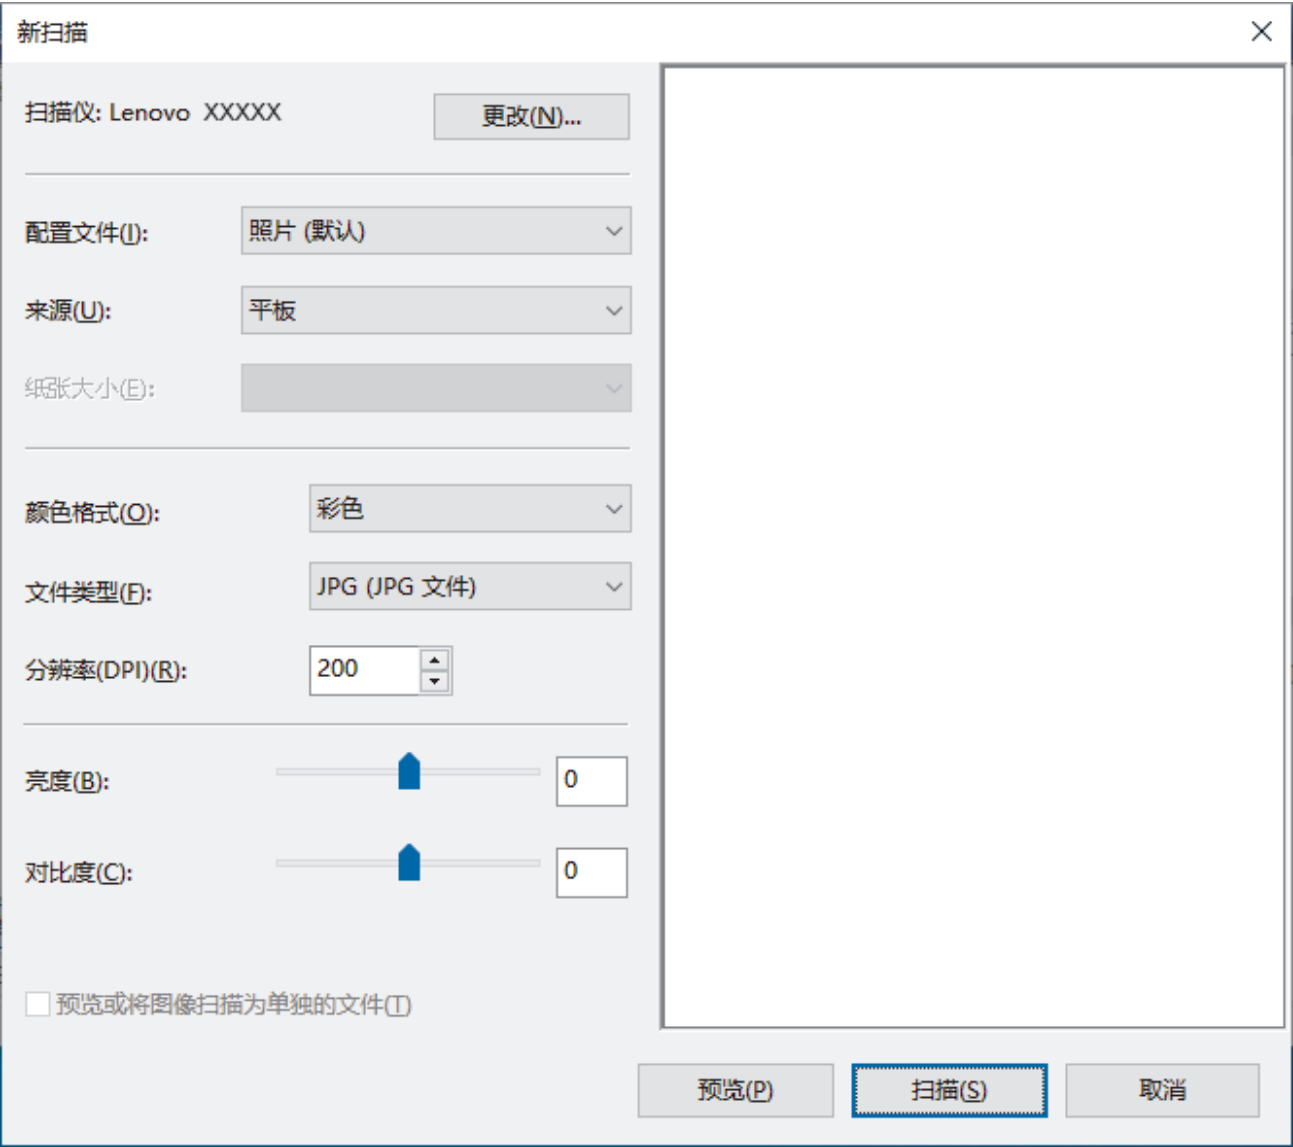 新扫描
扫描仪: Lenovo XXXXX
更改(N)...
配置文件(I):
照片 (默认)
来源(U):
平板
纸张大小(E):
颜色格式(O):
彩色
文件类型(F):
JPG (JPG 文件)
分辨率(DPI)(R):
200
亮度(B):
0
对比度(C):
0
预览或将图像扫描为单独的文件(T)
预览(P)
扫描(S)
取消